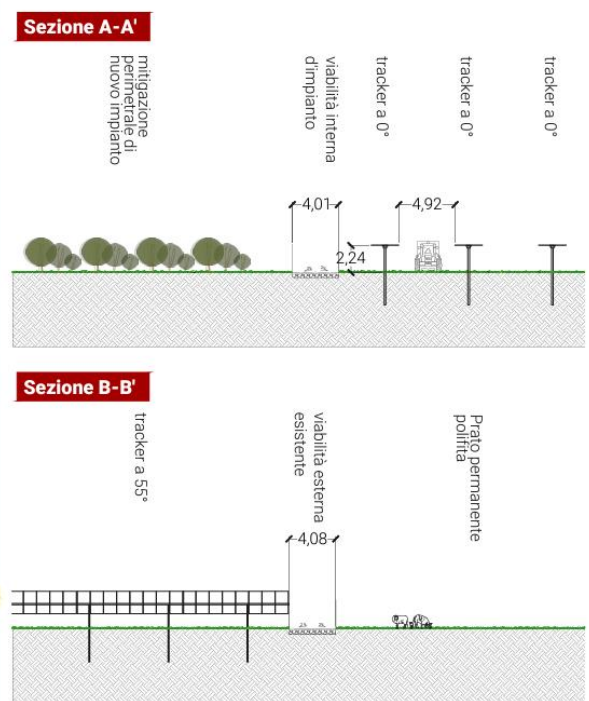 Sezione A-A'
mitigazione
perimetrale di
nuovo impianto
viabilità interna
d'impianto
tracker a 0°
tracker a 0°
tracker a 0°
4,01
4,92
2,24
Sezione B-B'
tracker a 55°
viabilità esterna
esistente
Prato permanente
polifita
4,08